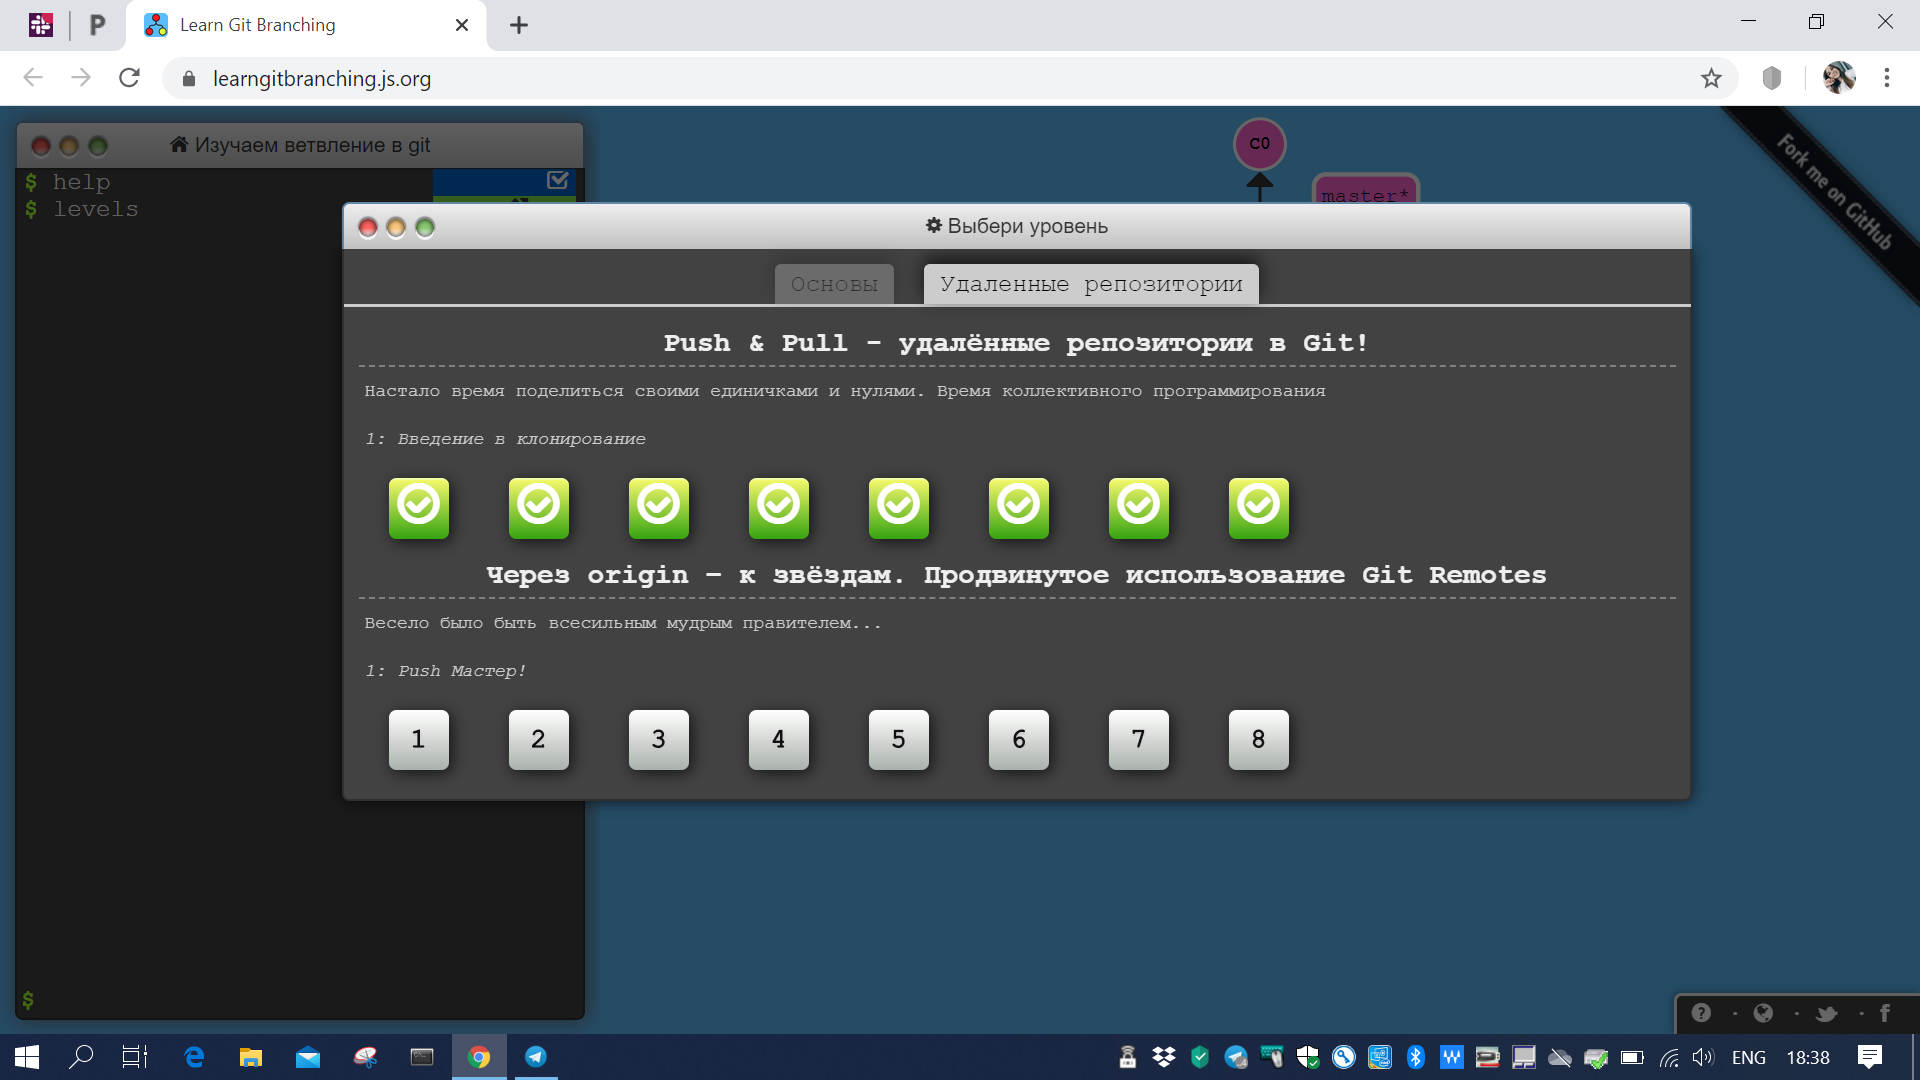 Learn Git Branching
learngitbranching.js.org
Изучаем ветвление в git
$ help
$ levels
C0
master*
Fork me on GitHub
Выбери уровень
Основы
Удаленные репозитории
Push & Pull - удалённые репозитории в Git!
Настало время поделиться своими единичками и нулями. Время коллективного программирования
1: Введение в клонирование
Через origin – к звёздам. Продвинутое использование Git Remotes
Весело было быть всесильным мудрым правителем...
1: Push Мастер!
1 2 3 4 5 6 7 8
$
ENG 18:38